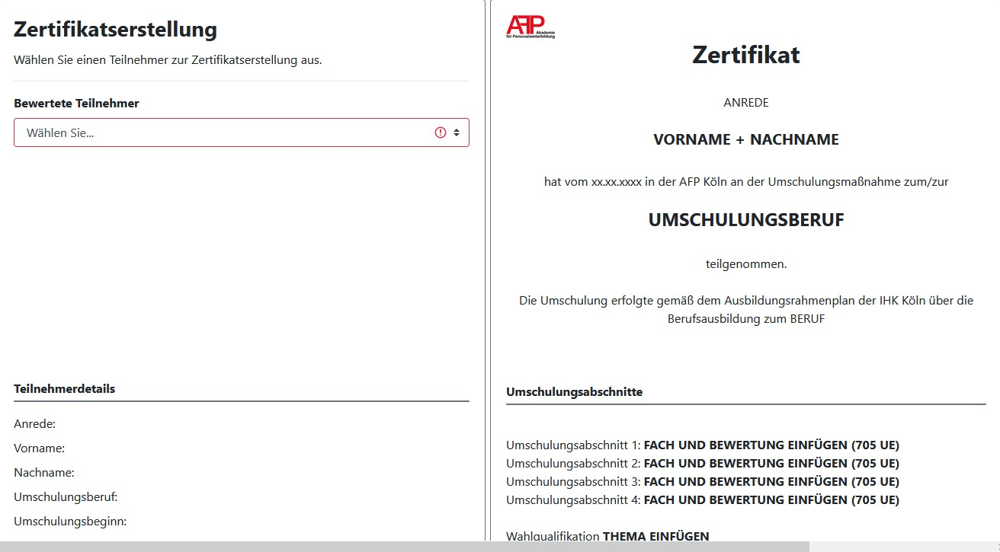 Zertifikatserstellung
Wählen Sie einen Teilnehmer zur Zertifikatserstellung aus.
Bewertete Teilnehmer
Wählen Sie...
Teilnehmerdetails
Anrede:
Vorname:
Nachname:
Umschulungsberuf:
Umschulungsbeginn:
AFP
Akademie
für Personalweiterbildung
Zertifikat
ANREDE
VORNAME + NACHNAME
hat vom xx.xx.xxxx in der AFP Köln an der Umschulungsmaßnahme zum/zur
UMSCHULUNGSBERUF
teilgenommen.
Die Umschulung erfolgte gemäß dem Ausbildungsrahmenplan der IHK Köln über die
Berufsausbildung zum BERUF
Umschulungsabschnitte
Umschulungsabschnitt 1: FACH UND BEWERTUNG EINFÜGEN (705 UE)
Umschulungsabschnitt 2: FACH UND BEWERTUNG EINFÜGEN (705 UE)
Umschulungsabschnitt 3: FACH UND BEWERTUNG EINFÜGEN (705 UE)
Umschulungsabschnitt 4: FACH UND BEWERTUNG EINFÜGEN (705 UE)
Wahlqualifikation THEMA EINFÜGEN